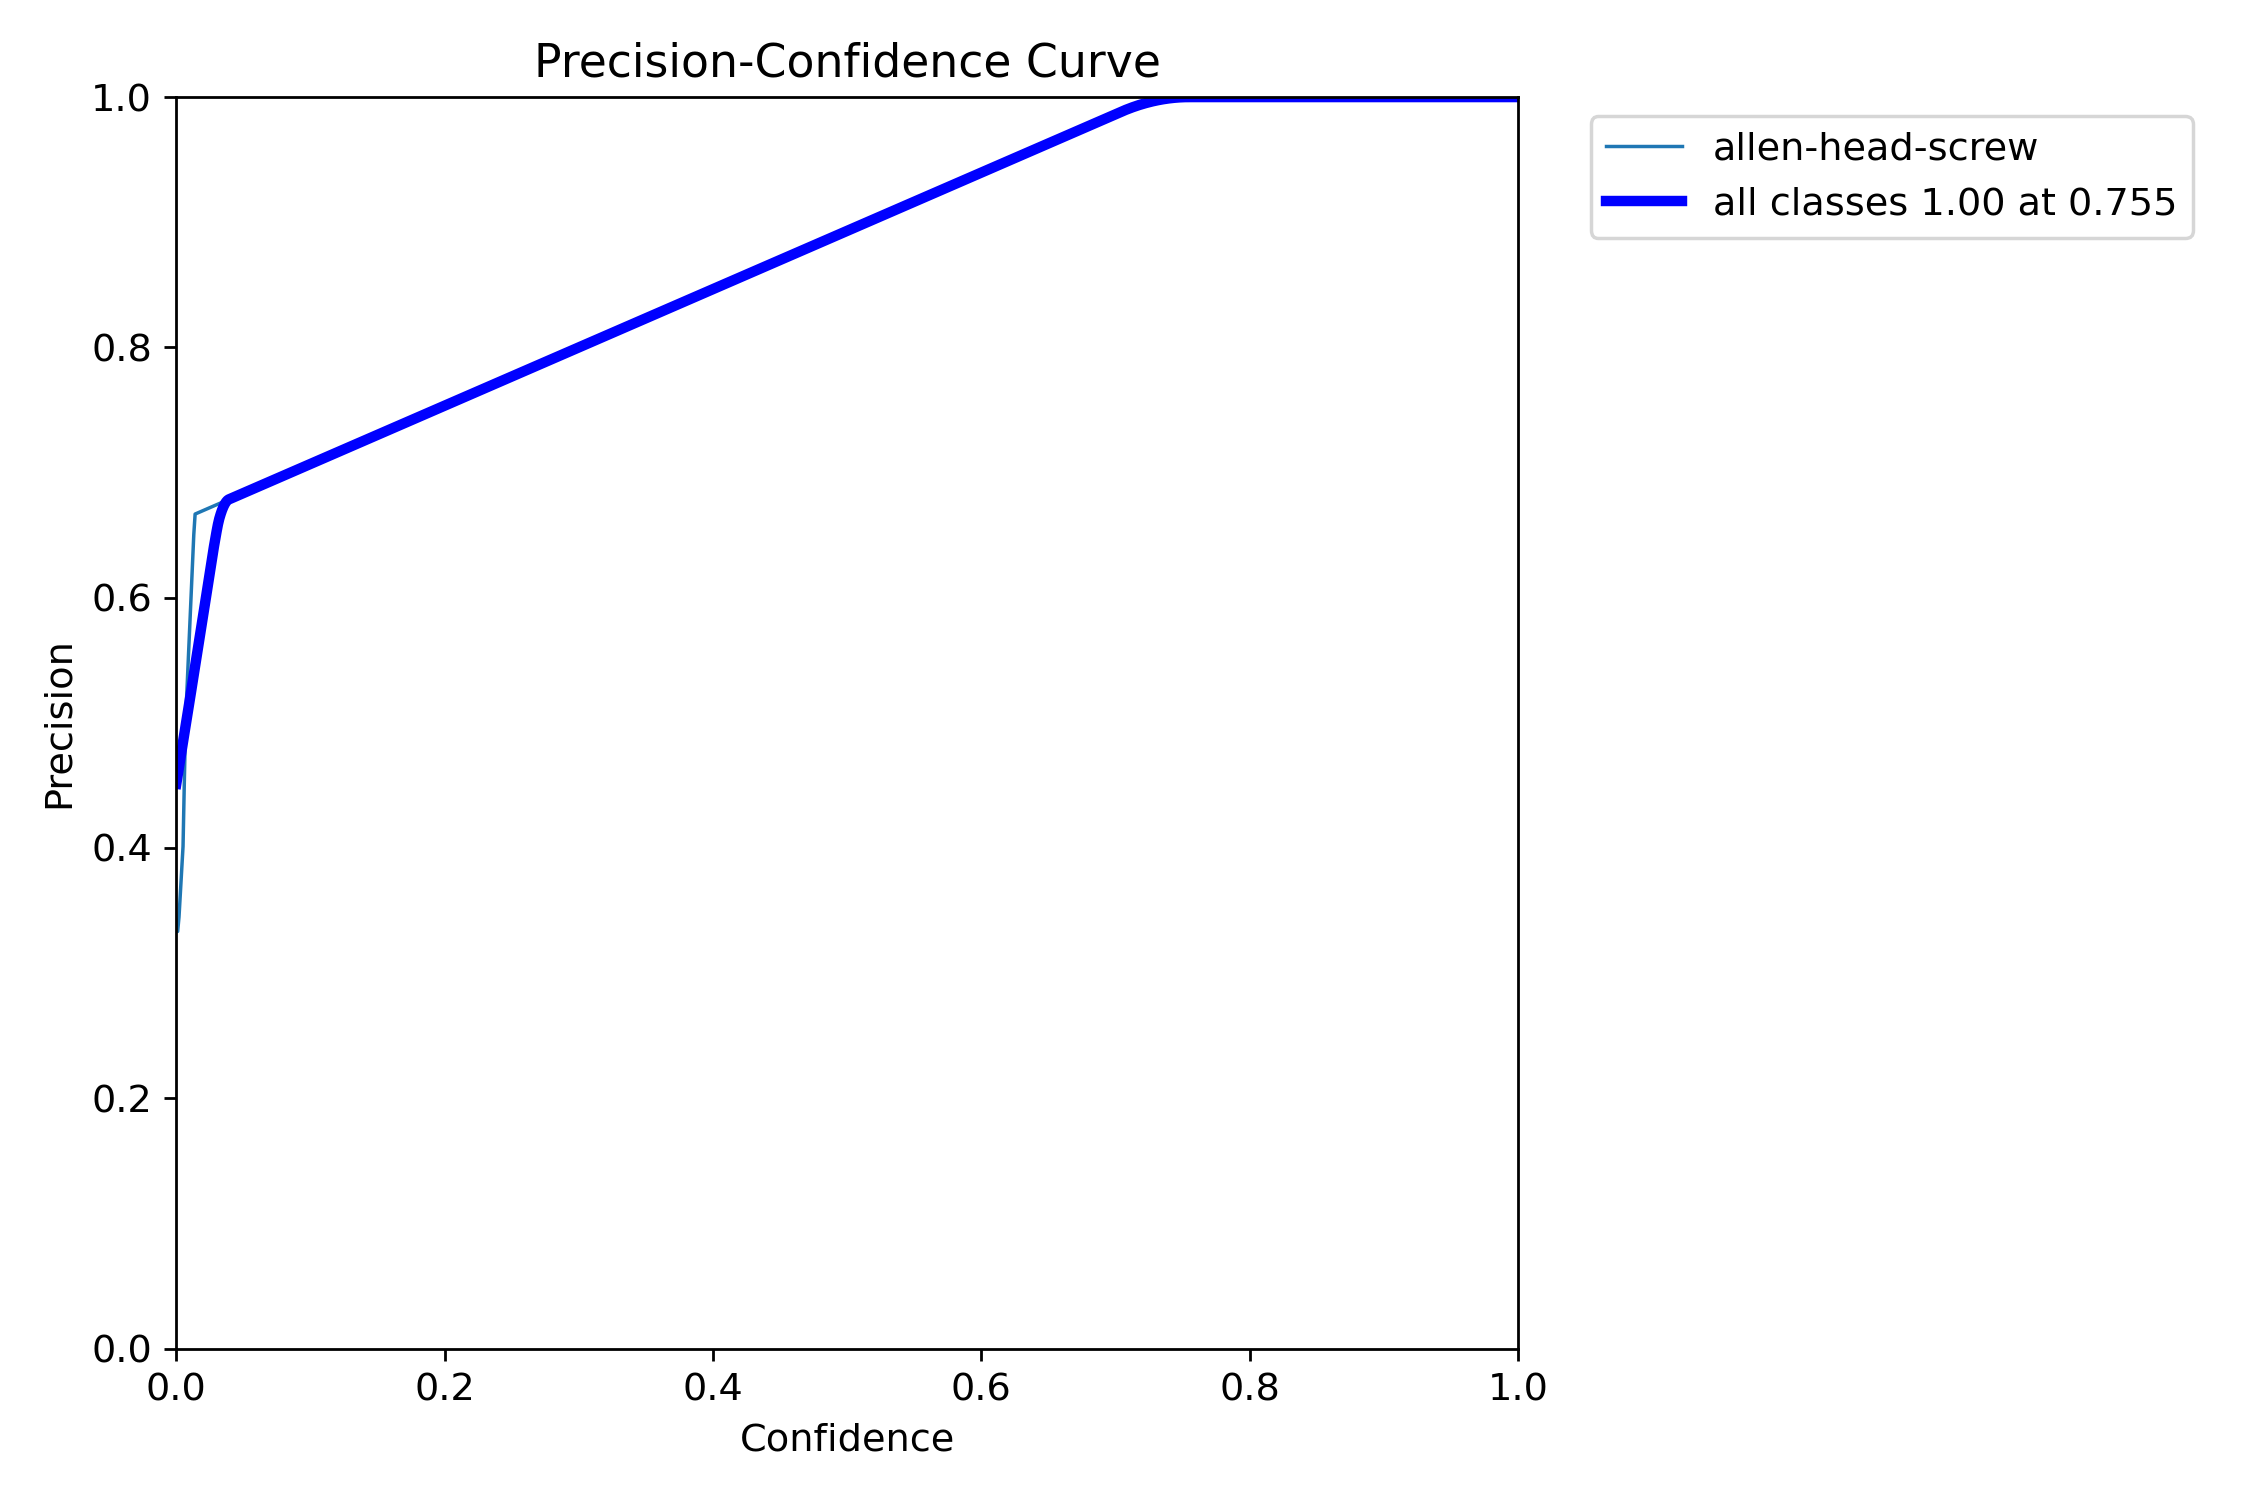 Precision-Confidence Curve
allen-head-screw
all classes 1.00 at 0.755
1.0
0.8
0.6
0.4
0.2
0.0
Precision
0.0 0.2 0.4 0.6 0.8 1.0
Confidence